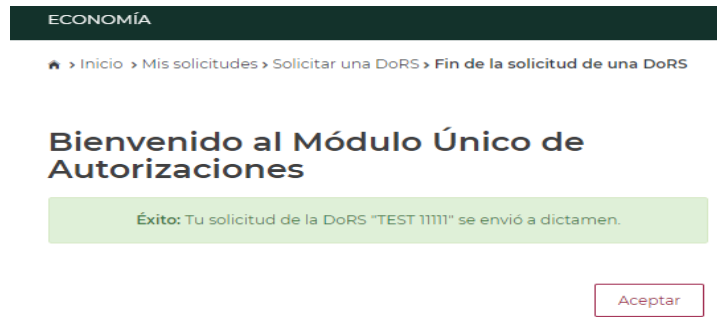 ECONOMÍA
> Inicio > Mis solicitudes > Solicitar una DoRS > Fin de la solicitud de una DoRS
Bienvenido al Módulo Único de
Autorizaciones
Éxito: Tu solicitud de la DoRS "TEST 11111" se envió a dictamen.
Aceptar